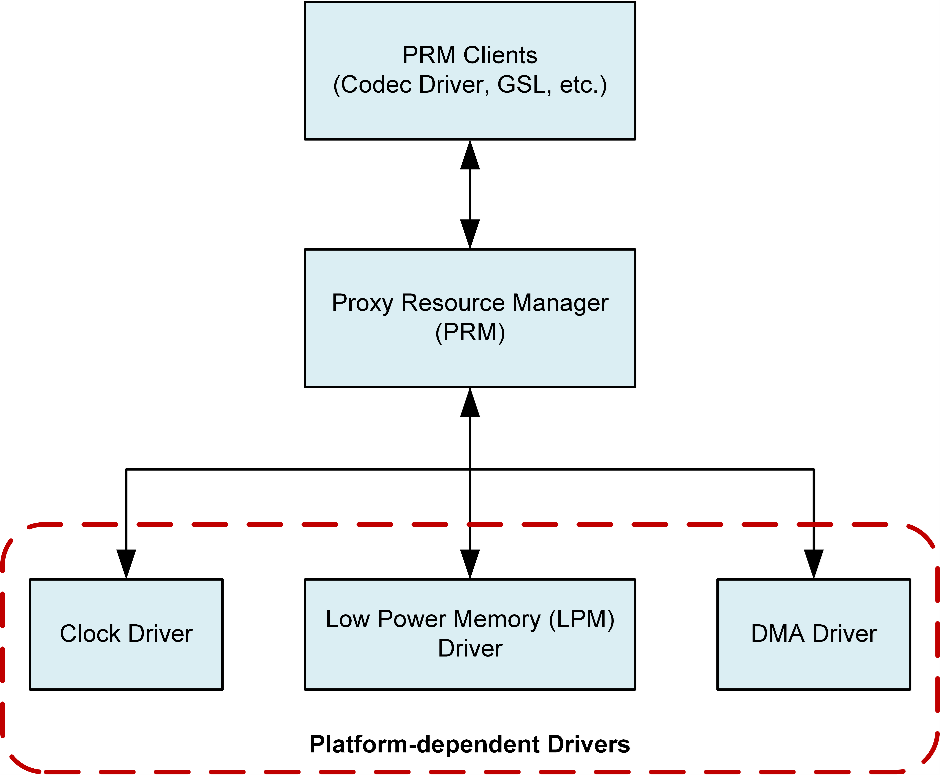 PRM Clients
(Codec Driver, GSL, etc.)
Proxy Resource Manager
(PRM)
Clock Driver
Low Power Memory (LPM)
Driver
DMA Driver
Platform-dependent Drivers